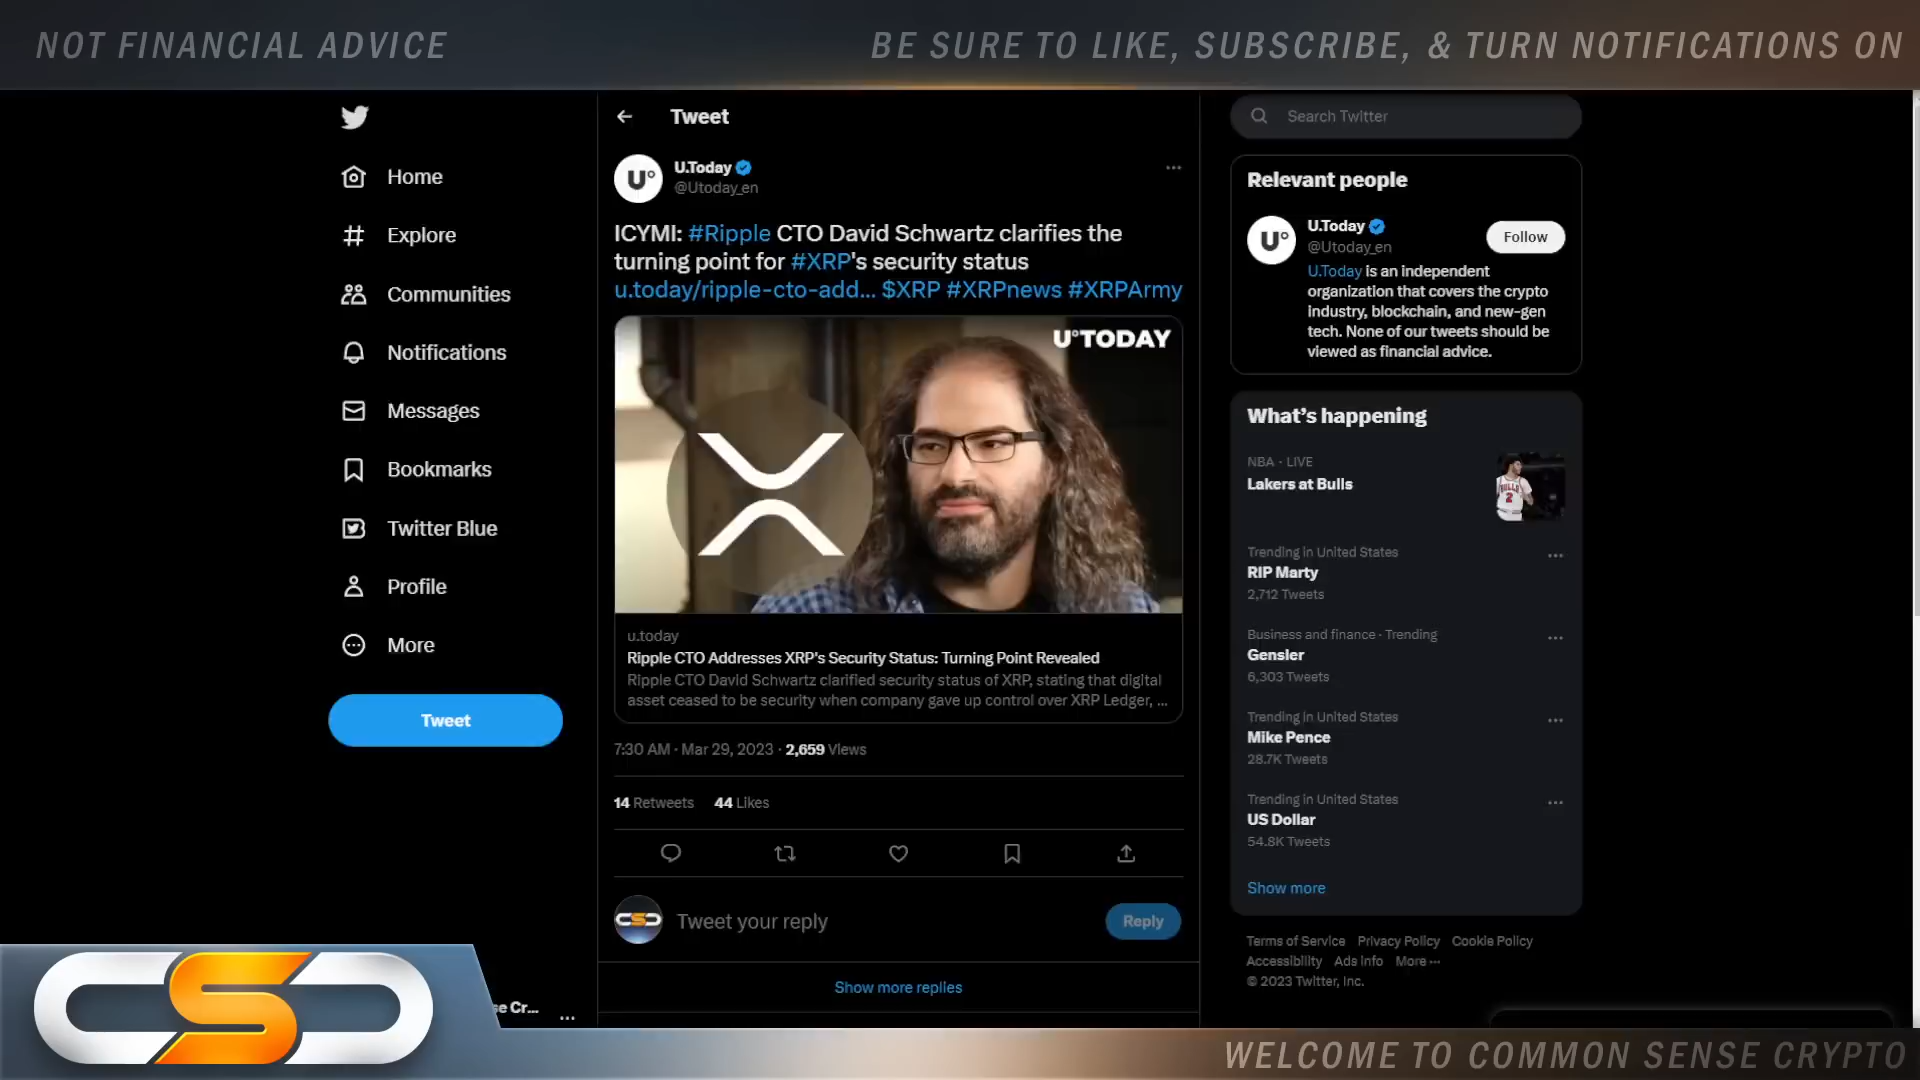 NOT FINANCIAL ADVICE
BE SURE TO LIKE, SUBSCRIBE, & TURN NOTIFICATIONS ON
Home
Explore
Communities
Notifications
Messages
Bookmarks
Twitter Blue
Profile
More
Tweet
Tweet
U.Today
@Utoday_en
ICYMI: #Ripple CTO David Schwartz clarifies the
turning point for #XRP's security status
u.today/ripple-cto-add... $XRP #XRPnews #XRPArmy
U°
U°TODAY
u.today
Ripple CTO Addresses XRP's Security Status: Turning Point Revealed
Ripple CTO David Schwartz clarified security status of XRP, stating that digital
asset ceased to be security when company gave up control over XRP Ledger, ...
7:30 AM · Mar 29, 2023 · 2,659 Views
14 Retweets 44 Likes
CSC
Tweet your reply
Reply
Show more replies
Search Twitter
Relevant people
U°
U.Today
@Utoday_en
Follow
U.Today is an independent
organization that covers the crypto
industry, blockchain, and new-gen
tech. None of our tweets should be
viewed as financial advice.
What's happening
NBA · LIVE
Lakers at Bulls
BULLS
2
Trending in United States
RIP Marty
2,712 Tweets
Business and finance · Trending
Gensler
6,303 Tweets
Trending in United States
Mike Pence
28.7K Tweets
Trending in United States
US Dollar
54.8K Tweets
Show more
Terms of Service Privacy Policy Cookie Policy
Accessibility Ads info More ···
© 2023 Twitter, Inc.
CSC
se Cr...
WELCOME TO COMMON SENSE CRYPTO